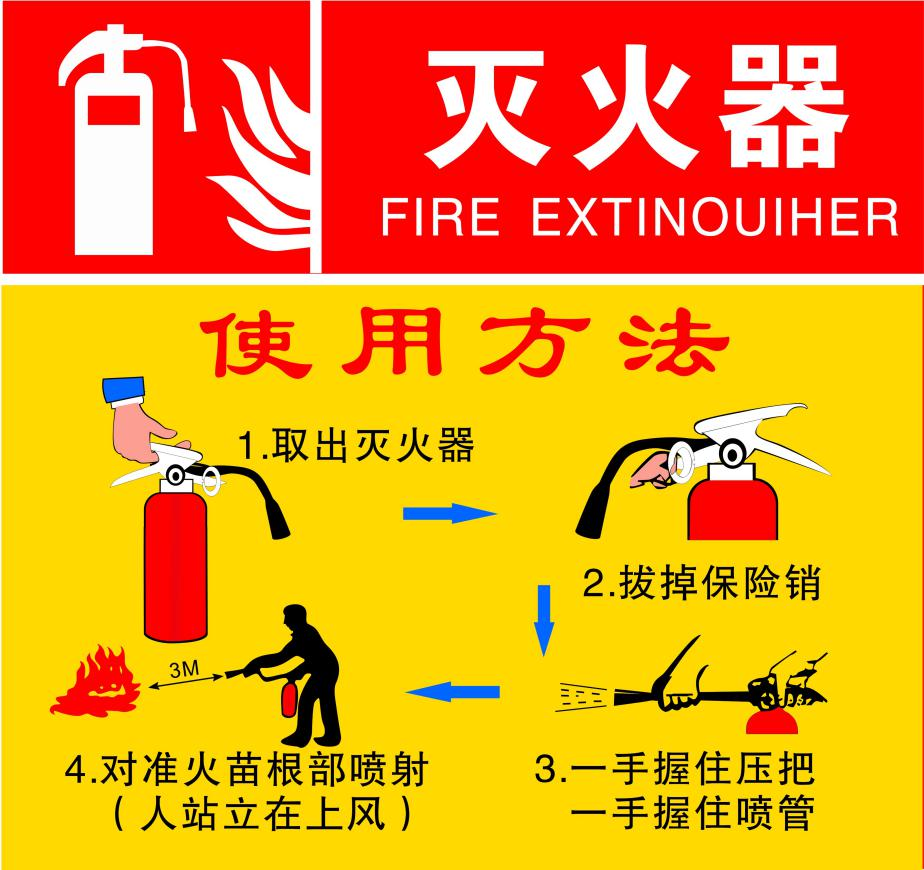 灭火器
FIRE EXTINOUIHER
使用方法
1.取出灭火器
2.拔掉保险销
3.一手握住压把
一手握住喷管
3M
4.对准火苗根部喷射
（人站立在上风）